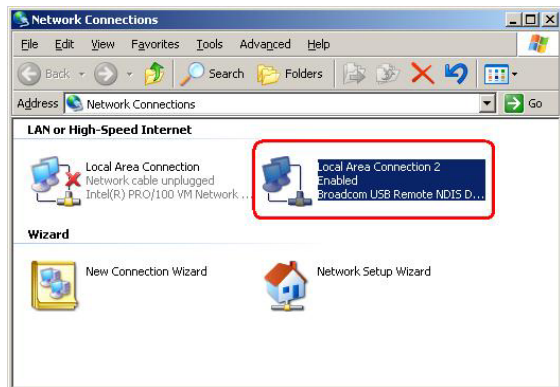 Network Connections
File Edit View Favorites Tools Advanced Help
Back Search Folders
Address Network Connections Go
LAN or High-Speed Internet
Local Area Connection
Network cable unplugged
Intel(R) PRO/100 VM Network ...
Local Area Connection 2
Enabled
Broadcom USB Remote NDIS D...
Wizard
New Connection Wizard
Network Setup Wizard